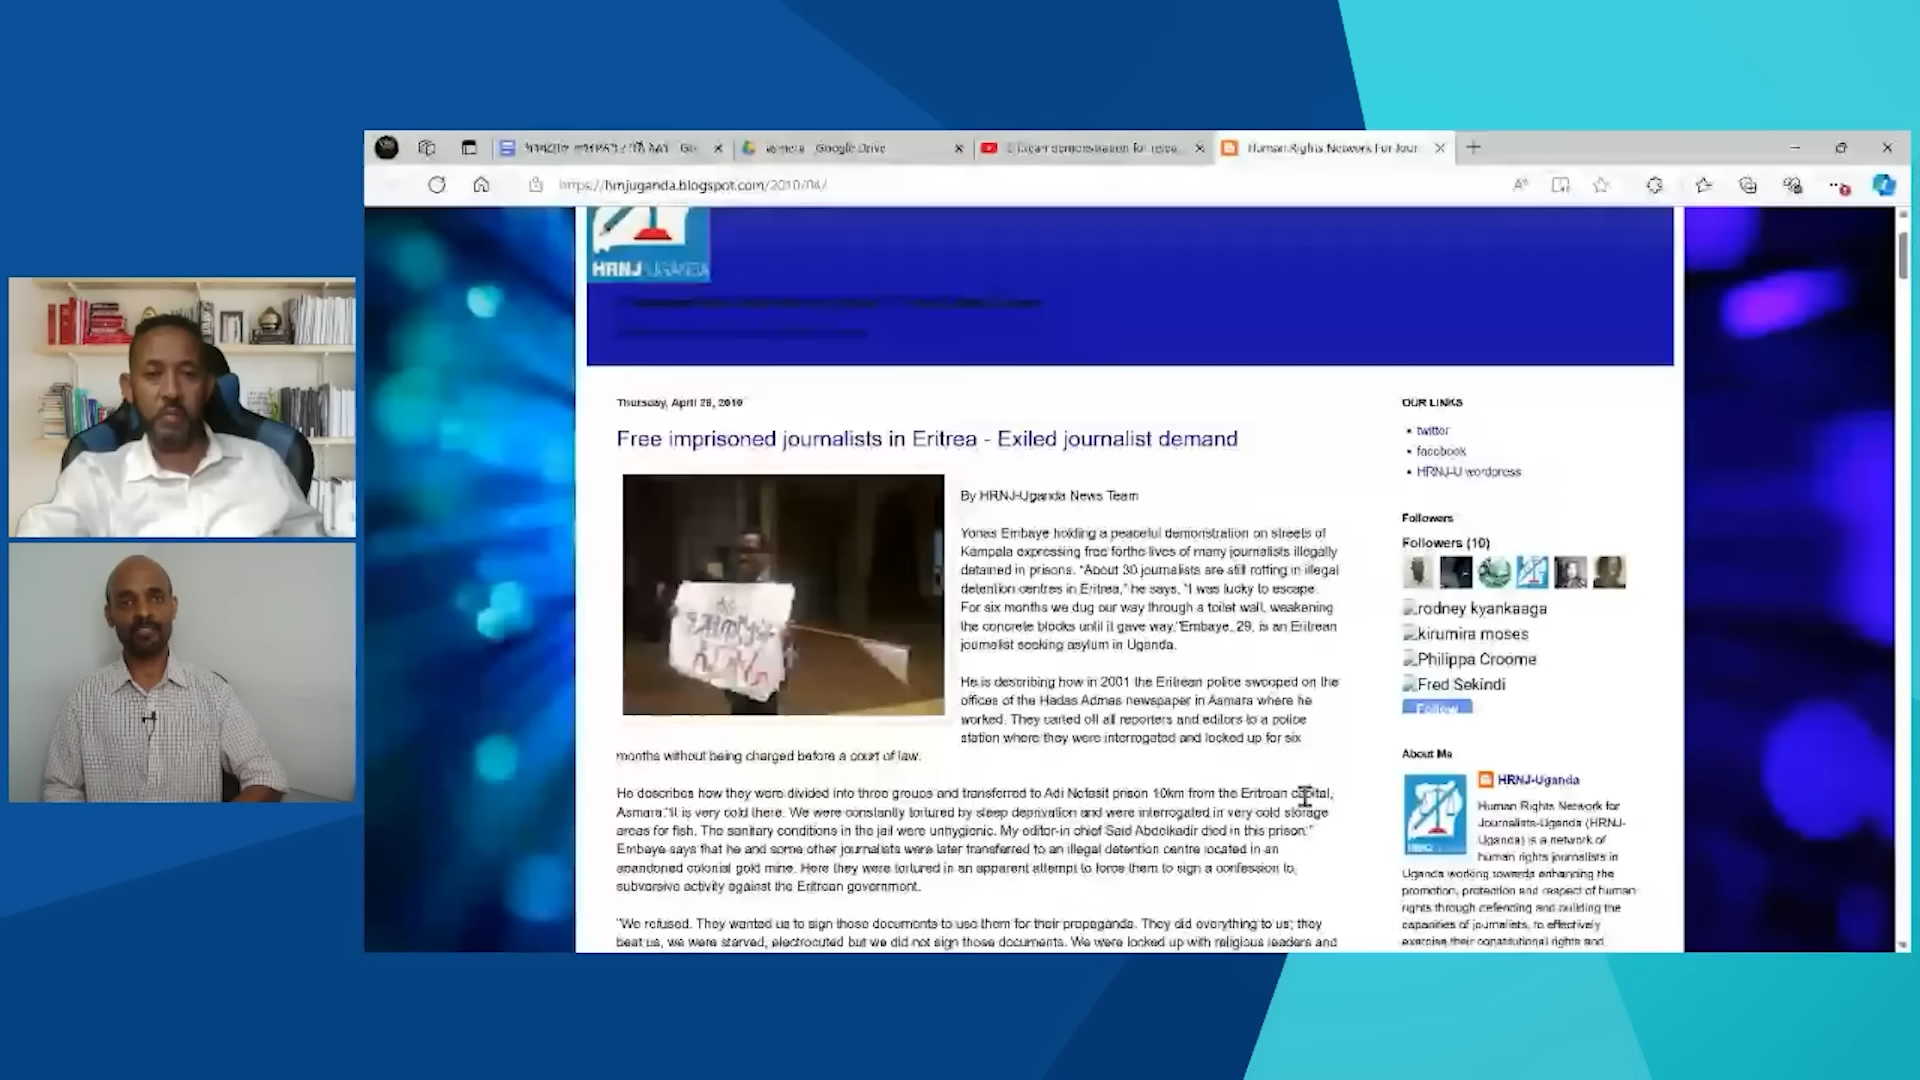 Google Drive
Human Rights Network For Jour
https://hrnjuganda.blogspot.com/2010/04/
HRNJ UGANDA
Thursday, April 29, 2010
Free imprisoned journalists in Eritrea - Exiled journalist demand
By HRNJ-Uganda News Team
Yonas Embaye holding a peaceful demonstration on streets of
Kampala expressing free forthe lives of many journalists illegally
detained in prisons. "About 30 journalists are still rotting in illegal
detention centres in Eritrea," he says, "I was lucky to escape.
For six months we dug our way through a toilet wall, weakening
the concrete blocks until it gave way."Embaye, 29, is an Eritrean
journalist seeking asylum in Uganda.
He is describing how in 2001 the Eritrean police swooped on the
offices of the Hadas Admas newspaper in Asmara where he
worked. They carted off all reporters and editors to a police
station where they were interrogated and locked up for six
months without being charged before a court of law.
He describes how they were divided into three groups and transferred to Adi Nefasit prison 10km from the Eritrean capital,
Asmara."It is very cold there. We were constantly tortured by sleep deprivation and were interrogated in very cold storage
areas for fish. The sanitary conditions in the jail were unhygienic. My editor-in chief Said Abdelkadir died in this prison."
Embaye says that he and some other journalists were later transferred to an illegal detention centre located in an
abandoned colonial gold mine. Here they were tortured in an apparent attempt to force them to sign a confession to
subversive activity against the Eritrean government.
"We refused. They wanted us to sign those documents to use them for their propaganda. They did everything to us; they
beat us, we were starved, electrocuted but we did not sign those documents. We were locked up with religious leaders and
OUR LINKS
twitter
facebook
HRNJ-U wordpress
Followers
Followers (10)
rodney kyankaaga
kirumira moses
Philippa Croome
Fred Sekindi
Follow
About Me
HRNJ-Uganda
Human Rights Network for
Journalists-Uganda (HRNJ-
Uganda) is a network of
human rights journalists in
Uganda working towards enhancing the
promotion, protection and respect of human
rights through defending and building the
capacities of journalists, to effectively
exercise their constitutional rights and